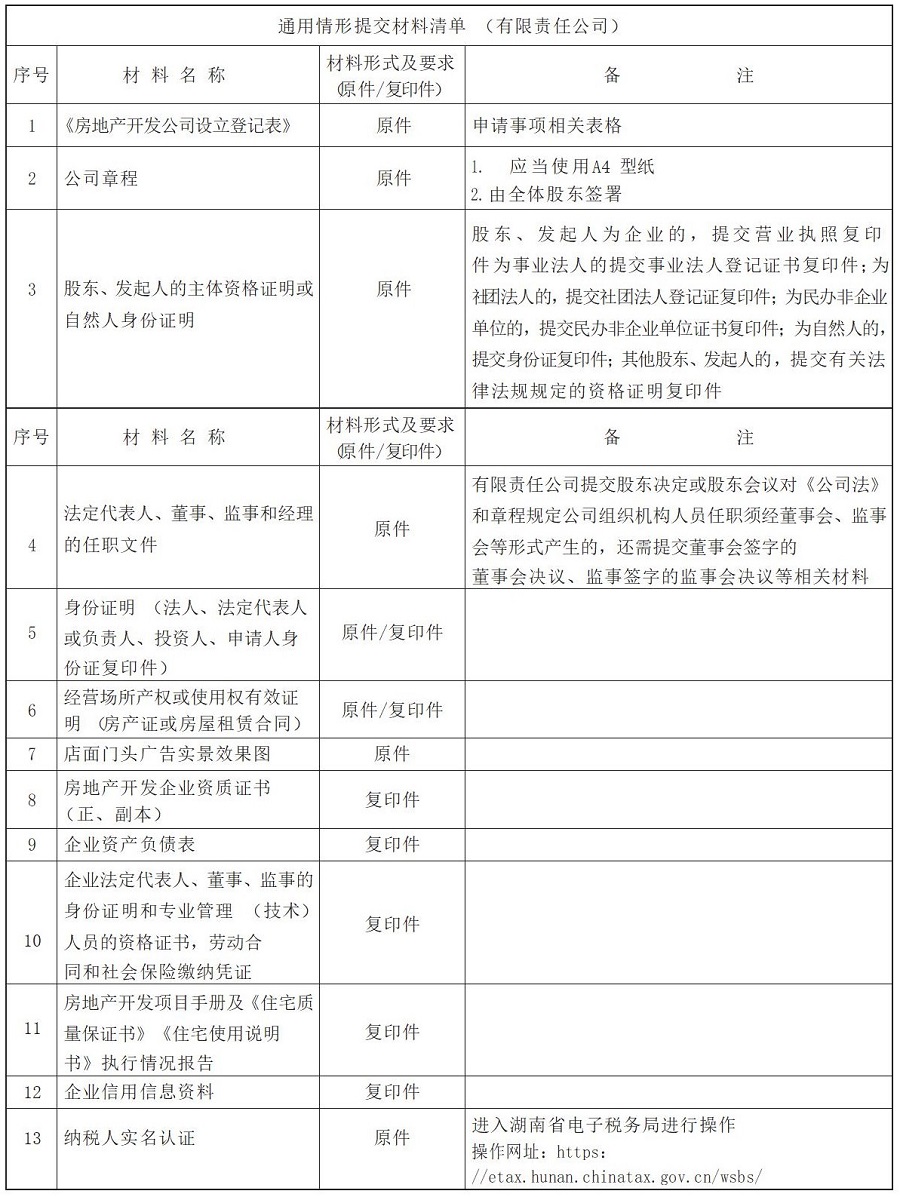 通用情形提交材料清单 （有限责任公司）
序号
材 料 名 称
材料形式及要求
(原件/复印件)
备 注
1
《房地产开发公司设立登记表》
原件
申请事项相关表格
2
公司章程
原件
1. 应当使用A4 型纸
2.由全体股东签署
3
股东、发起人的主体资格证明或
自然人身份证明
原件
股东、发起人为企业的，提交营业执照复印
件为事业法人的提交事业法人登记证书复印件；为
社团法人的，提交社团法人登记证复印件；为民办非企业
单位的，提交民办非企业单位证书复印件；为自然人的，
提交身份证复印件；其他股东、发起人的，提交有关法
律法规规定的资格证明复印件
序号
材 料 名 称
材料形式及要求
(原件/复印件)
备 注
4
法定代表人、董事、监事和经理
的任职文件
原件
有限责任公司提交股东决定或股东会议对《公司法》
和章程规定公司组织机构人员任职须经董事会、监事
会等形式产生的，还需提交董事会签字的
董事会决议、监事签字的监事会决议等相关材料
5
身份证明 （法人、法定代表人
或负责人、投资人、申请人身
份证复印件）
原件/复印件
6
经营场所产权或使用权有效证
明 （房产证或房屋租赁合同）
原件/复印件
7
店面门头广告实景效果图
原件
8
房地产开发企业资质证书
（正、副本）
复印件
9
企业资产负债表
复印件
10
企业法定代表人、董事、监事的
身份证明和专业管理 （技术）
人员的资格证书，劳动合
同和社会保险缴纳凭证
复印件
11
房地产开发项目手册及《住宅质
量保证书》《住宅使用说明
书》执行情况报告
复印件
12
企业信用信息资料
复印件
13
纳税人实名认证
原件
进入湖南省电子税务局进行操作
操作网址：https：
//etax.hunan.chinatax.gov.cn/wsbs/